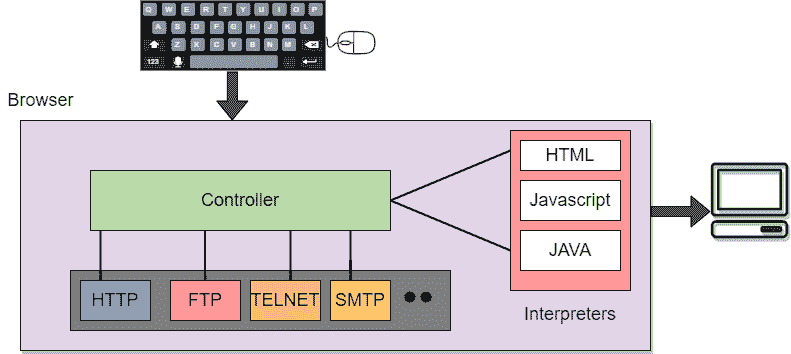 Q W E R T Y U I O P
A S D F G H J K L
Z X C V B N M
123
Browser
Controller
HTML
Javascript
JAVA
HTTP FTP TELNET SMTP
Interpreters